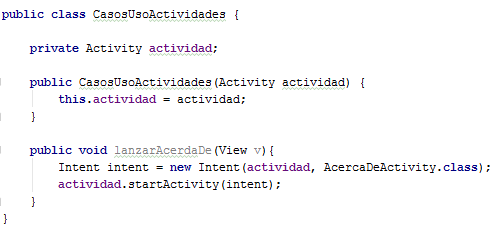 public class CasosUsoActividades {
private Activity actividad;
public CasosUsoActividades(Activity actividad) {
this.actividad = actividad;
}
public void lanzarAcerdaDe(View v){
Intent intent = new Intent(actividad, AcercaDeActivity.class);
actividad.startActivity(intent);
}
}